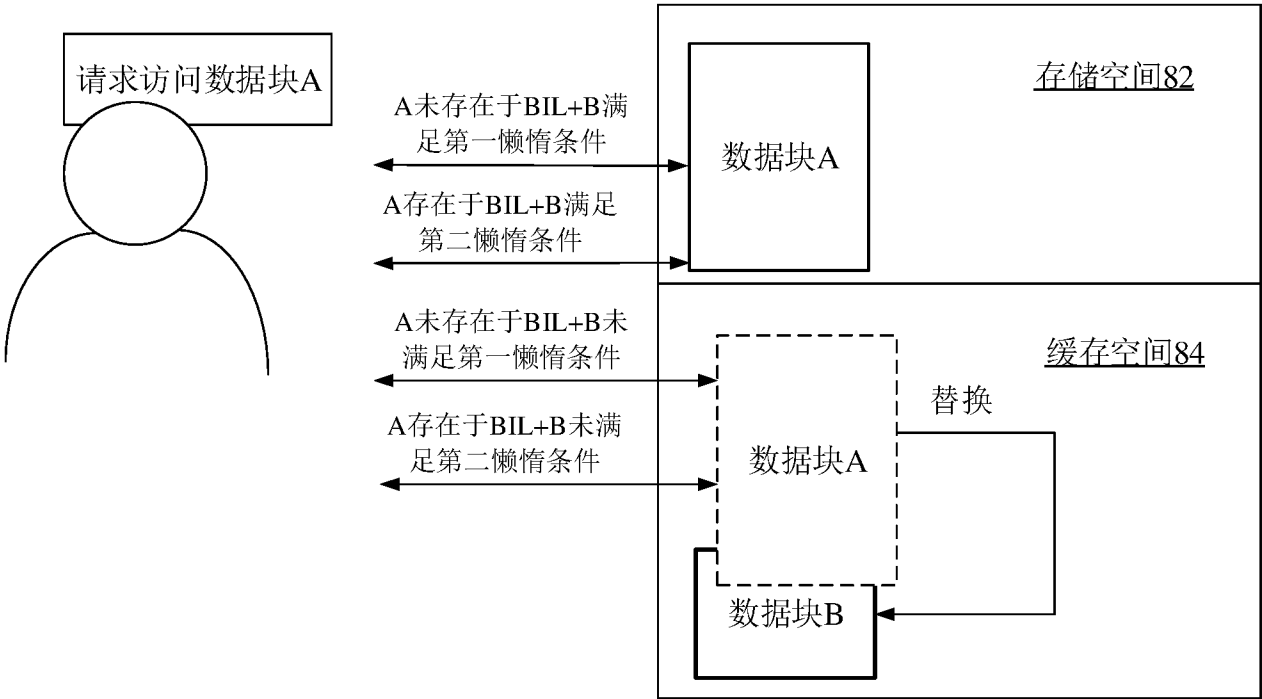 请求访问数据块A
存储空间82
A未存在于BIL+B满
足第一懒惰条件
数据块A
A存在于BIL+B满足
第二懒惰条件
A未存在于BIL+B未
满足第一懒惰条件
缓存空间84
替换
A存在于BIL+B未满
足第二懒惰条件
数据块A
数据块B